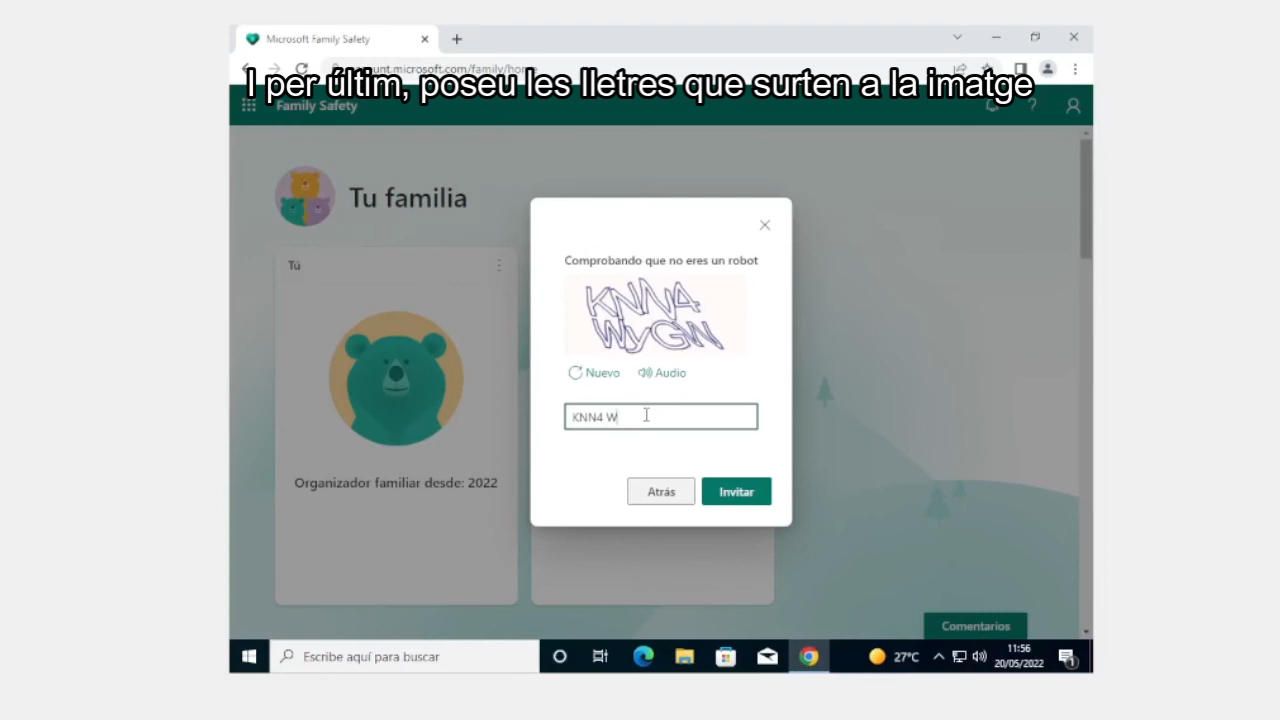 Microsoft Family Safety
I per últim, poseu les lletres que surten a la imatge
Family Safety
Tu familia
Tú
Organizador familiar desde: 2022
Comprobando que no eres un robot
KNN4
WYGW
Nuevo
Audio
KNN4 W
Atrás
Invitar
Comentarios
Escribe aquí para buscar
27°C
11:56
20/05/2022
1